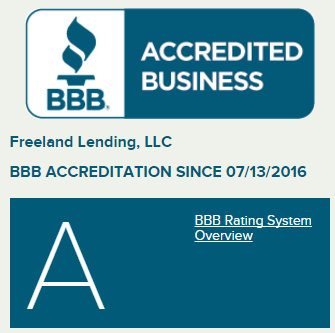 ACCREDITED
BUSINESS
BBB.
Freeland Lending, LLC
BBB ACCREDITATION SINCE 07/13/2016
A
BBB Rating System
Overview